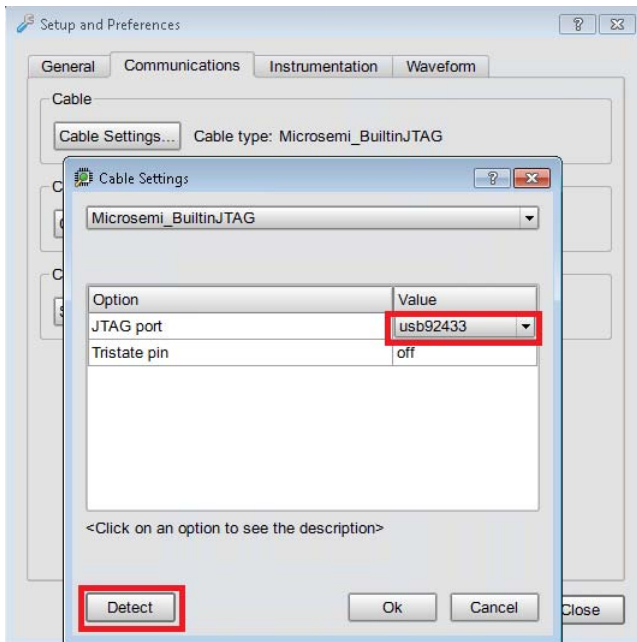 Setup and Preferences
General Communications Instrumentation Waveform
Cable
Cable Settings... Cable type: Microsemi_BuiltinJTAG
Cable Settings
C
Microsemi_BuiltinJTAG
C
Option Value
JTAG port usb92433
Tristate pin off
<Click on an option to see the description>
Detect Ok Cancel Close